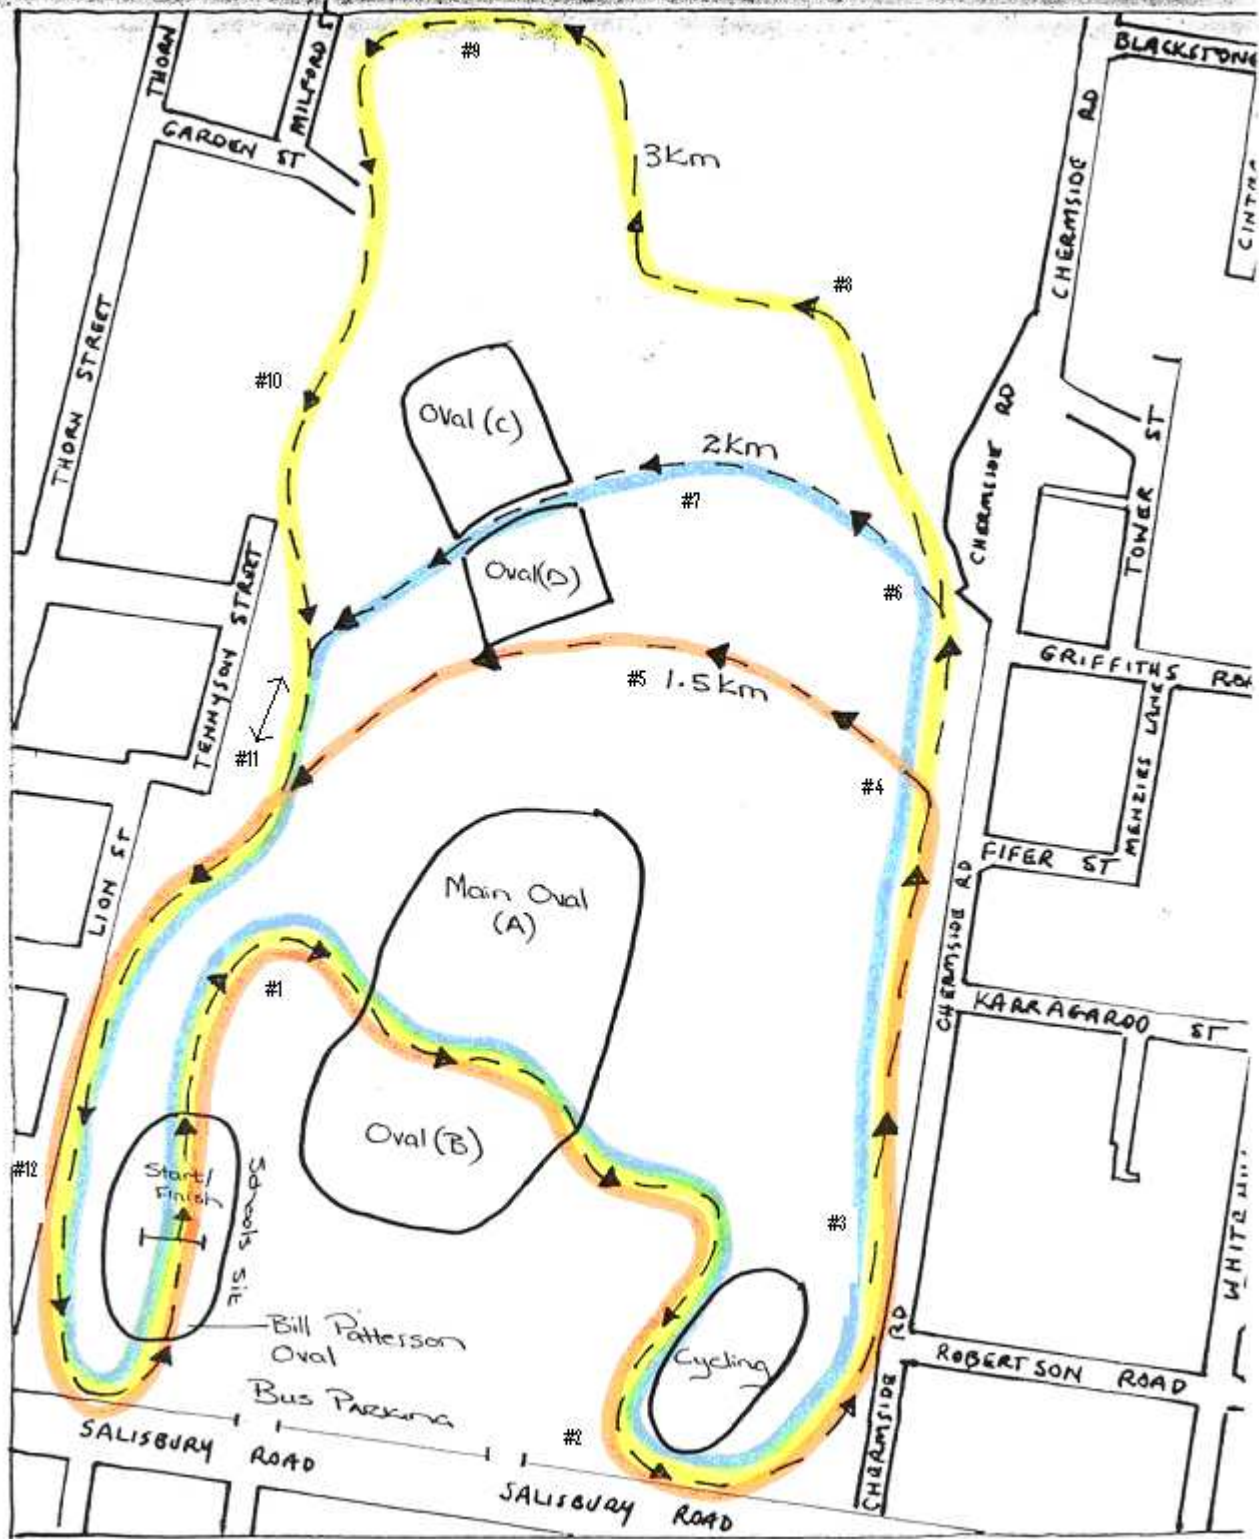 THORN
MILFORD S
GARDEN ST
#9
BLACKSTONE
CHERMSIDE RD
3Km
#8
THORN STREET
#10
Oval (C)
CHERMSIDE RD
TOWER ST
2Km
#7
Oval(D)
#6
TENNYSON STREET
GRIFFITHS
#5 1.5Km
#11
#4
MENZIES LANE
FIFER ST
LION ST
Main Oval
(A)
CHERMSIDE RD
#1
KARRAGAROO ST
Oval (B)
#12
Start/
Finish
#3
Bill Patterson
Oval
Cycling
ROBERTSON ROAD
CHERMSIDE RD
Bus Parking
#2
SALISBURY ROAD
SALISBURY ROAD